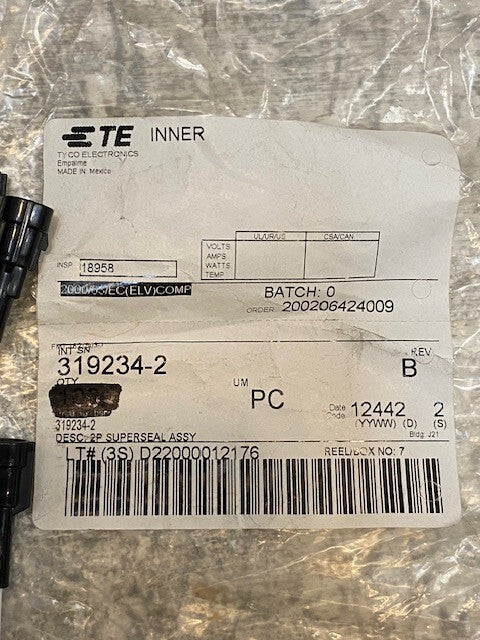 TE INNER
TYCO ELECTRONICS
Empalme
MADE IN: Mexico
UL/UR/US CSA/CAN
VOLTS
AMPS
WATTS
TEMP
INSP 18958
2000/53/EC(ELV)COMP
BATCH: 0
ORDER: 200206424009
INT SN
319234-2
REV
B
QTY
UM
PC
Date Code 12442 2
(YYWW) (D) (S)
319234-2
DESC: 2P SUPERSEAL ASSY
Bldg. J21
LT# (3S) D22000012176
REEL/BOX NO: 7